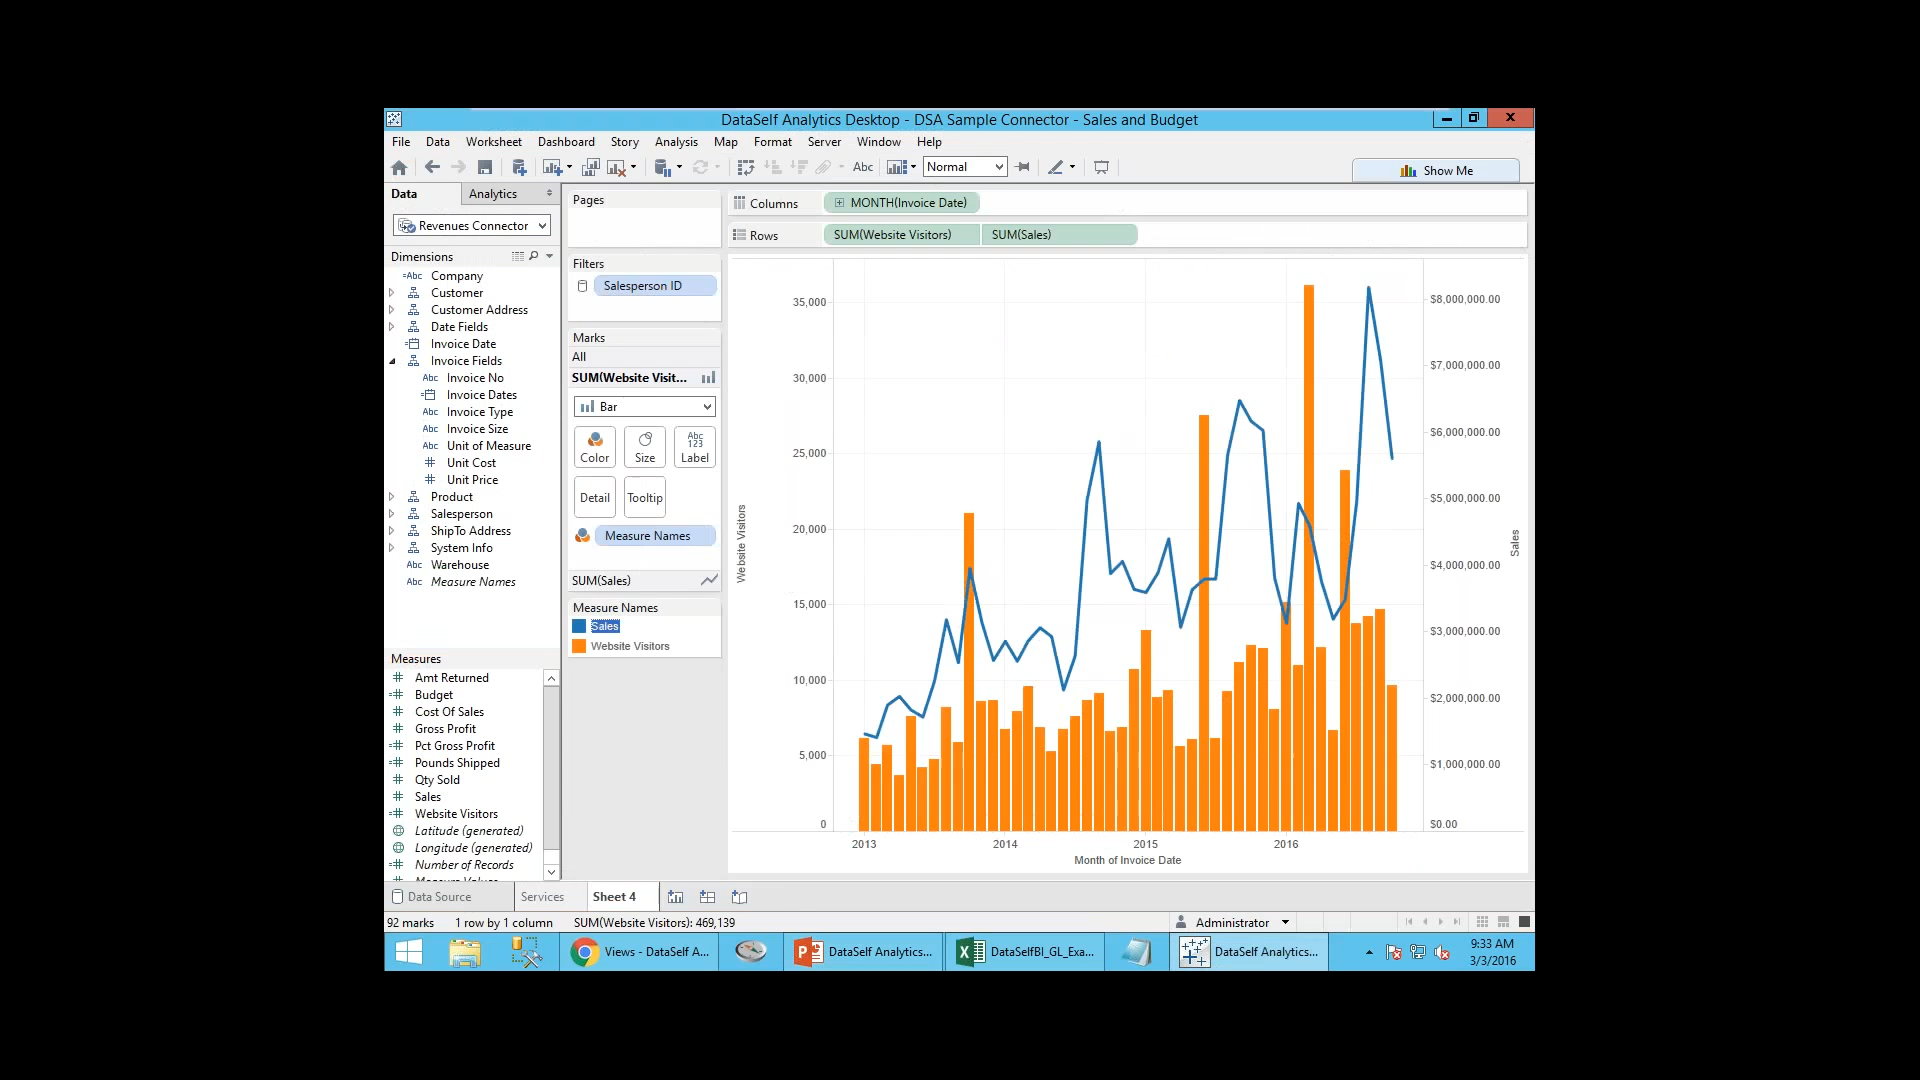 DataSelf Analytics Desktop - DSA Sample Connector - Sales and Budget
File Data Worksheet Dashboard Story Analysis Map Format Server Window Help
Abc Normal Show Me
Data Analytics
Revenues Connector
Dimensions
Abc Company
Customer
Customer Address
Date Fields
Invoice Date
Invoice Fields
Abc Invoice No
Invoice Dates
Abc Invoice Type
Abc Invoice Size
Abc Unit of Measure
# Unit Cost
# Unit Price
Product
Salesperson
ShipTo Address
System Info
Abc Warehouse
Abc Measure Names
Measures
Amt Returned
Budget
Cost Of Sales
Gross Profit
Pct Gross Profit
Pounds Shipped
Qty Sold
Sales
Website Visitors
Latitude (generated)
Longitude (generated)
Number of Records
Measure Values
Pages
Filters
Salesperson ID
Marks
All
SUM(Website Visit...
Bar
Color Size Abc 123 Label
Detail Tooltip
Measure Names
SUM(Sales)
Measure Names
Sales
Website Visitors
Columns MONTH(Invoice Date)
Rows SUM(Website Visitors) SUM(Sales)
Website Visitors
35,000
30,000
25,000
20,000
15,000
10,000
5,000
0
$8,000,000.00
$7,000,000.00
$6,000,000.00
$5,000,000.00
$4,000,000.00
$3,000,000.00
$2,000,000.00
$1,000,000.00
$0.00
Sales
2013 2014 2015 2016
Month of Invoice Date
Data Source Services Sheet 4
92 marks 1 row by 1 column SUM(Website Visitors): 469,139 Administrator
Views - DataSelf A... DataSelf Analytics... DataSelfBI_GL_Exa... DataSelf Analytics...
9:33 AM
3/3/2016